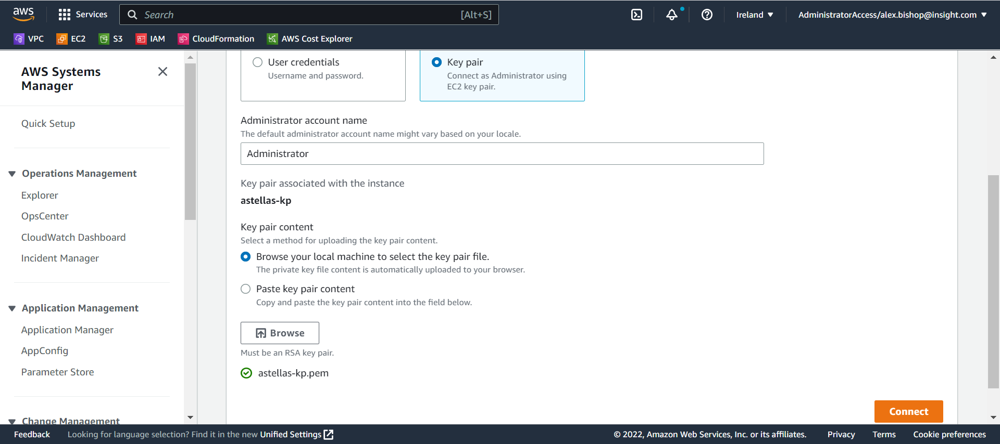 aws
Services
Search
[Alt+S]
Ireland
AdministratorAccess/alex.bishop@insight.com
VPC
EC2
S3
IAM
CloudFormation
AWS Cost Explorer
AWS Systems
Manager
Quick Setup
Operations Management
Explorer
OpsCenter
CloudWatch Dashboard
Incident Manager
Application Management
Application Manager
AppConfig
Parameter Store
Change Management
User credentials
Username and password.
Key pair
Connect as Administrator using
EC2 key pair.
Administrator account name
The default administrator account name might vary based on your locale.
Administrator
Key pair associated with the instance
astellas-kp
Key pair content
Select a method for uploading the key pair content.
Browse your local machine to select the key pair file.
The private key file content is automatically uploaded to your browser.
Paste key pair content
Copy and paste the key pair content into the field below.
Browse
Must be an RSA key pair.
astellas-kp.pem
Connect
Feedback
Looking for language selection? Find it in the new Unified Settings
© 2022, Amazon Web Services, Inc. or its affiliates.
Privacy
Terms
Cookie preferences